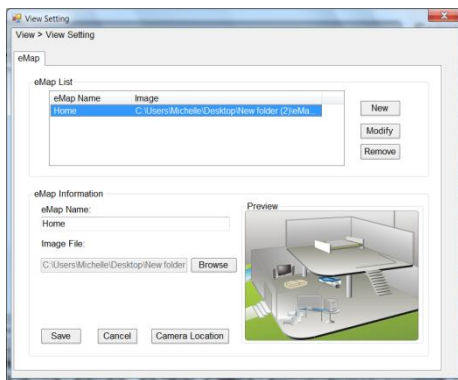 View Setting
View > View Setting
eMap
eMap List
eMap Name Image
Home C:\Users\Michelle\Desktop\New folder (2)\eMa...
New
Modify
Remove
eMap Information
eMap Name:
Preview
Home
Image File:
C:\Users\Michelle\Desktop\New folder Browse
Save Cancel Camera Location